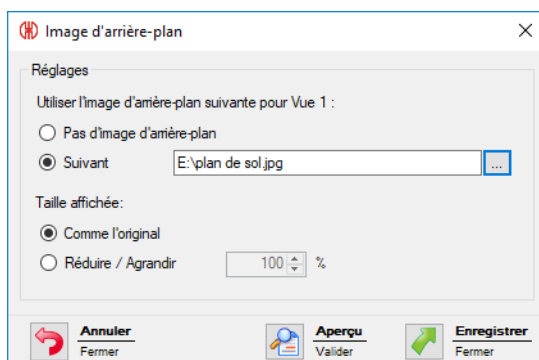 Image d'arrière-plan
Réglages
Utiliser l'image d'arrière-plan suivante pour Vue 1 :
Pas d'image d'arrière-plan
Suivant E:\plan de sol.jpg ...
Taille affichée:
Comme l'original
Réduire / Agrandir 100 %
Annuler Aperçu Enregistrer
Fermer Valider Fermer